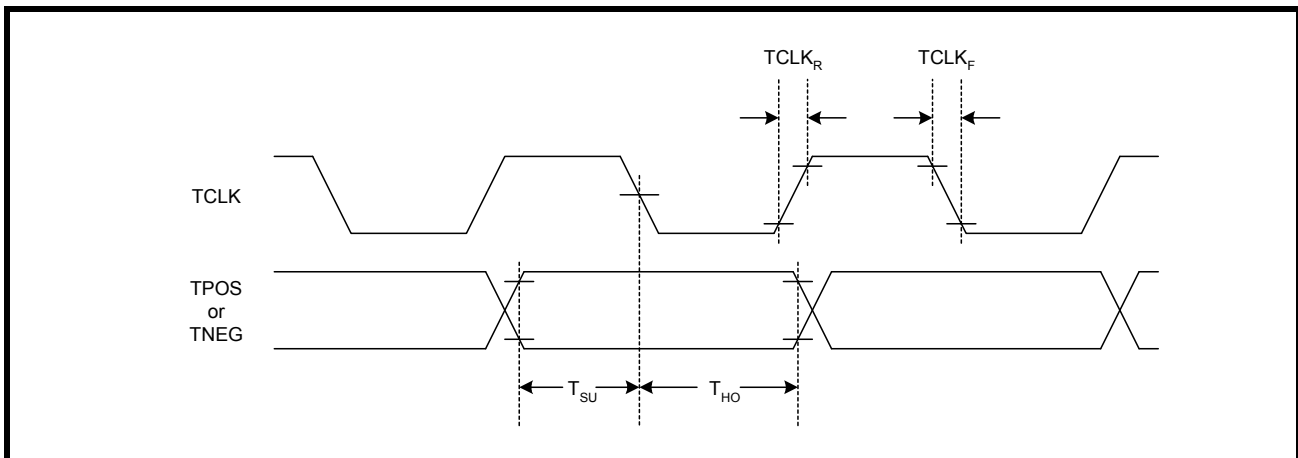 TCLKR
TCLKF
TCLK
TPOS
or
TNEG
TSU
THO